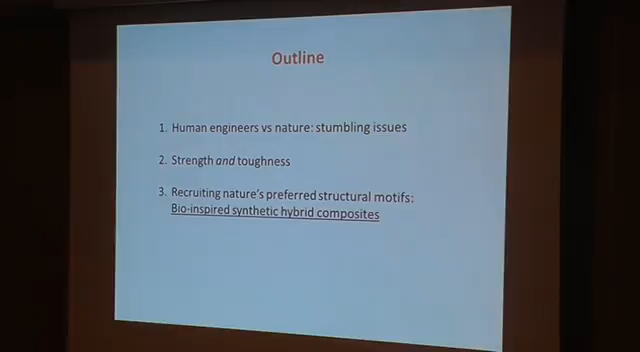 Outline
1. Human engineers vs nature: stumbling issues
2. Strength and toughness
3. Recruiting nature's preferred structural motifs:
Bio-inspired synthetic hybrid composites